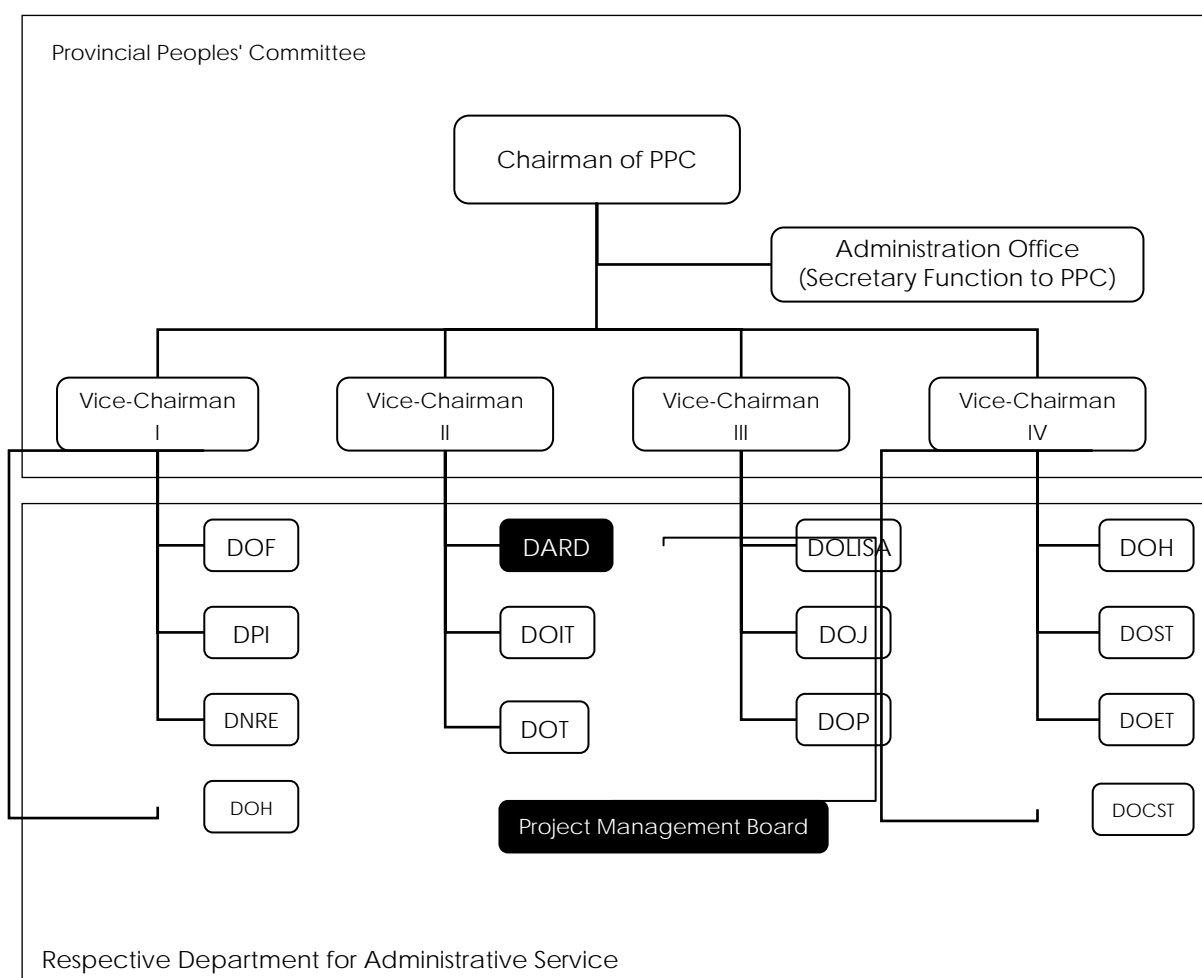 Provincial Peoples' Committee
Chairman of PPC
Administration Office
(Secretary Function to PPC)
Vice-Chairman
I
Vice-Chairman
II
Vice-Chairman
III
Vice-Chairman
IV
DOF
DARD
DOLISA
DOH
DPI
DOIT
DOJ
DOST
DNRE
DOT
DOP
DOET
DOH
Project Management Board
DOCST
Respective Department for Administrative Service